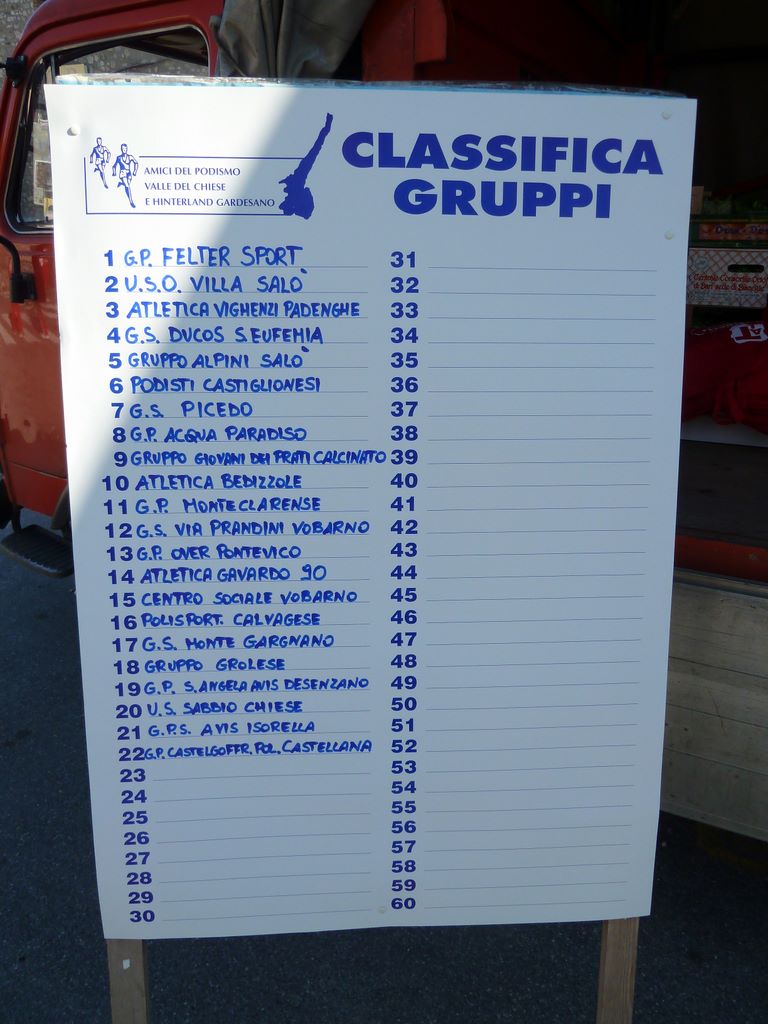 AMICI DEL PODISMO
VALLE DEL CHIESE
E HINTERLAND GARDESANO
CLASSIFICA
GRUPPI
1 G.P. FELTER SPORT
2 U.S.O. VILLA SALO`
3 ATLETICA VIGHENZI PADENGHE
4 G.S. DUCOS S.EUFEMIA
5 GRUPPO ALPINI SALO`
6 PODISTI CASTIGLIONESI
7 G.S. PICEDO
8 G.P. ACQUA PARADISO
9 GRUPPO GIOVANI DEI PRATI CALCINATO
10 ATLETICA BEDIZZOLE
11 G.P. MONTECLARENSE
12 G.S. VIA PRANDINI VOBARNO
13 G.P. OVER PONTEVICO
14 ATLETICA GAVARDO 90
15 CENTRO SOCIALE VOBARNO
16 POLISPORT. CALVAGESE
17 G.S. MONTE GARGNANO
18 GRUPPO GROLESE
19 G.P. S.ANGELA AVIS DESENZANO
20 U.S. SABBIO CHIESE
21 G.P.S. AVIS ISORELLA
22 G.P. CASTELGOFFR. POL. CASTELLANA
23
24
25
26
27
28
29
30
31
32
33
34
35
36
37
38
39
40
41
42
43
44
45
46
47
48
49
50
51
52
53
54
55
56
57
58
59
60